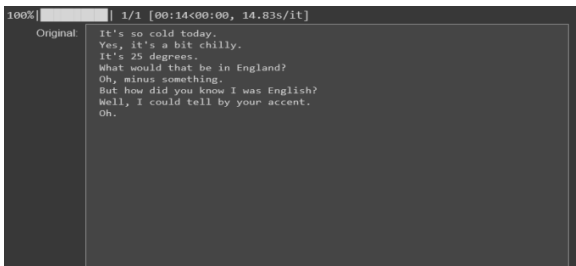 100%|██████████| 1/1 [00:14<00:00, 14.83s/it]
Original:
It's so cold today.
Yes, it's a bit chilly.
It's 25 degrees.
What would that be in England?
Oh, minus something.
But how did you know I was English?
Well, I could tell by your accent.
Oh.